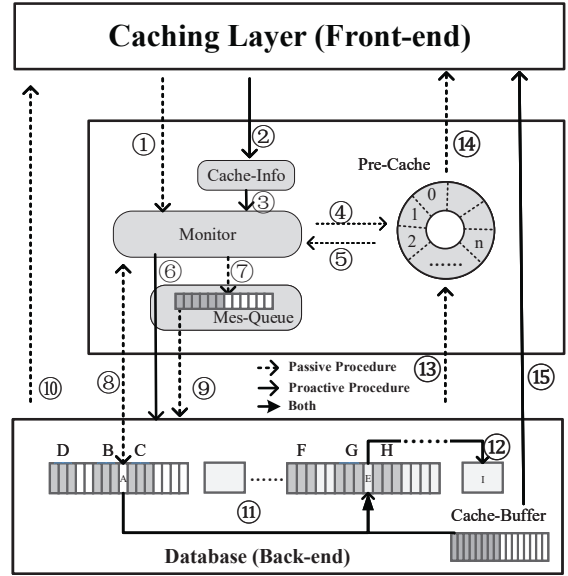 Caching Layer (Front-end)
①
②
⑭
Pre-Cache
Cache-Info
③
0
1
2
n
......
④
Monitor
⑤
⑥
⑦
Mes-Queue
⑧
⑨
Passive Procedure
Proactive Procedure
Both
⑩
⑬
⑮
D
B
C
F
G
H
⑫
A
E
I
⑪
Cache-Buffer
Database (Back-end)